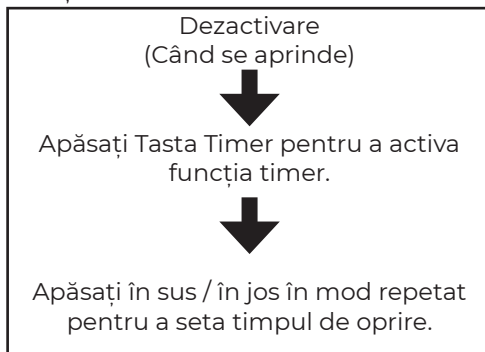 Dezactivare
(Când se aprinde)
Apăsați Tasta Timer pentru a activa
funcția timer.
Apăsați în sus / în jos în mod repetat
pentru a seta timpul de oprire.